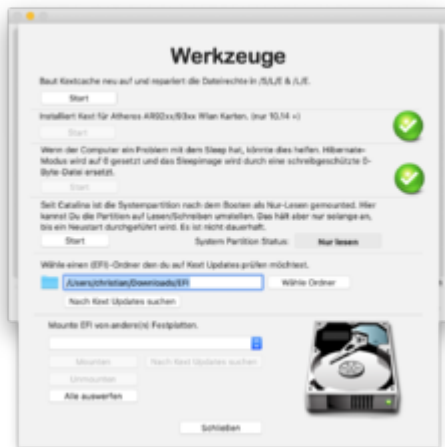 Werkzeuge
Baut Kextcache neu auf und repariert die Dateirechte in /S/L/E & /L/E.
Start
Installiert Kext für Atheros AR92xx/93xx Wlan Karten. (nur 10.14 +)
Start
Wenn der Computer ein Problem mit dem Sleep hat, könnte dies helfen. Hibernate-
Modus wird auf 0 gesetzt und das Sleepimage wird durch eine schreibgeschützte 0-
Byte-Datei ersetzt.
Start
Seit Catalina ist die Systempartition nach dem Booten als Nur-Lesen gemounted. Hier
kannst Du die Partition auf Lesen/Schreiben umstellen. Das hält aber nur solange an,
bis ein Neustart durchgeführt wird. Es ist nicht dauerhaft.
Start
System Partition Status:
Nur lesen
Wähle einen (EFI)-Ordner den du auf Kext Updates prüfen möchtest.
/Users/christian/Downloads/EFI
Wähle Ordner
Nach Kext Updates suchen
Mounte EFI von andere(n) Festplatten.
Mounten
Nach Kext Updates suchen
Unmounten
Alle auswerfen
Schließen